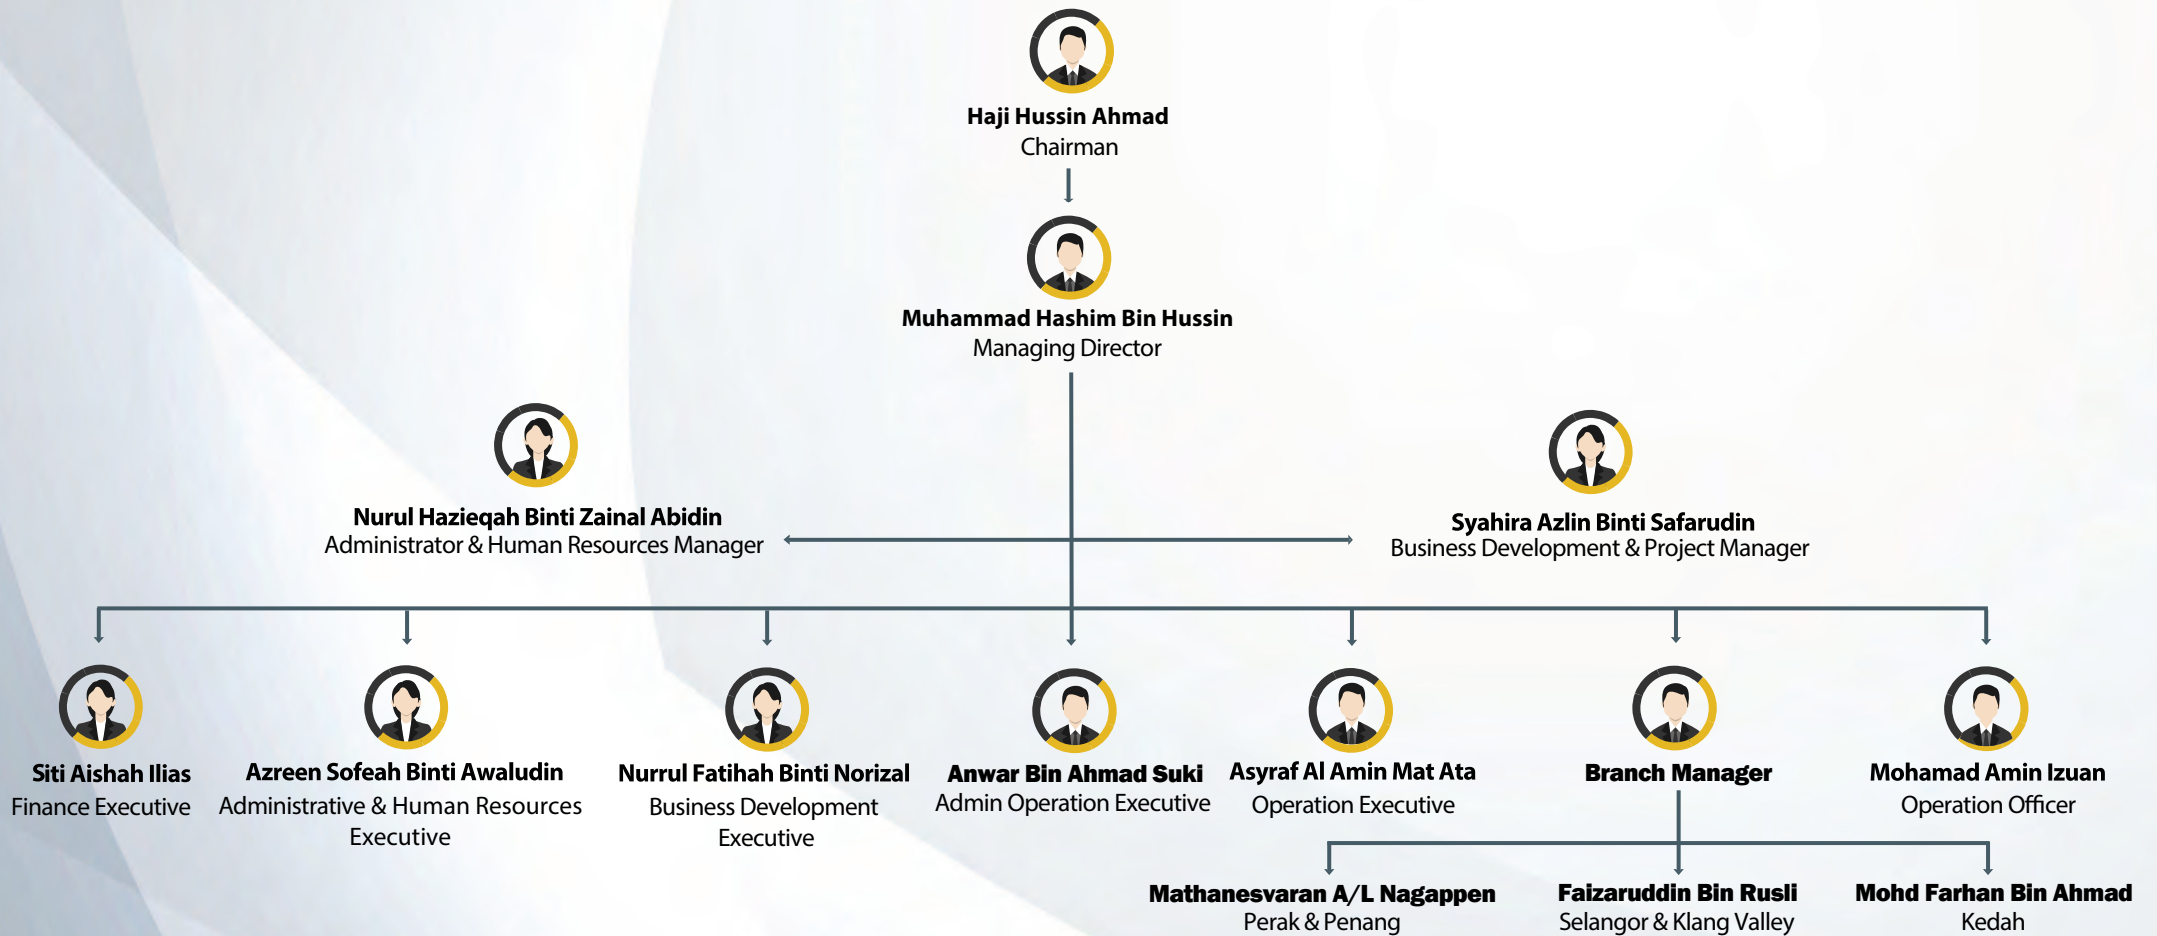 Haji Hussin Ahmad
Chairman
Muhammad Hashim Bin Hussin
Managing Director
Nurul Hazieqah Binti Zainal Abidin
Administrator & Human Resources Manager
Syahira Azlin Binti Safarudin
Business Development & Project Manager
Siti Aishah Ilias
Finance Executive
Azreen Sofeah Binti Awaludin
Administrative & Human Resources
Executive
Nurrul Fatihah Binti Norizal
Business Development
Executive
Anwar Bin Ahmad Suki
Admin Operation Executive
Asyraf Al Amin Mat Ata
Operation Executive
Branch Manager
Mohamad Amin Izuan
Operation Officer
Mathanesvaran A/L Nagappen
Perak & Penang
Faizaruddin Bin Rusli
Selangor & Klang Valley
Mohd Farhan Bin Ahmad
Kedah